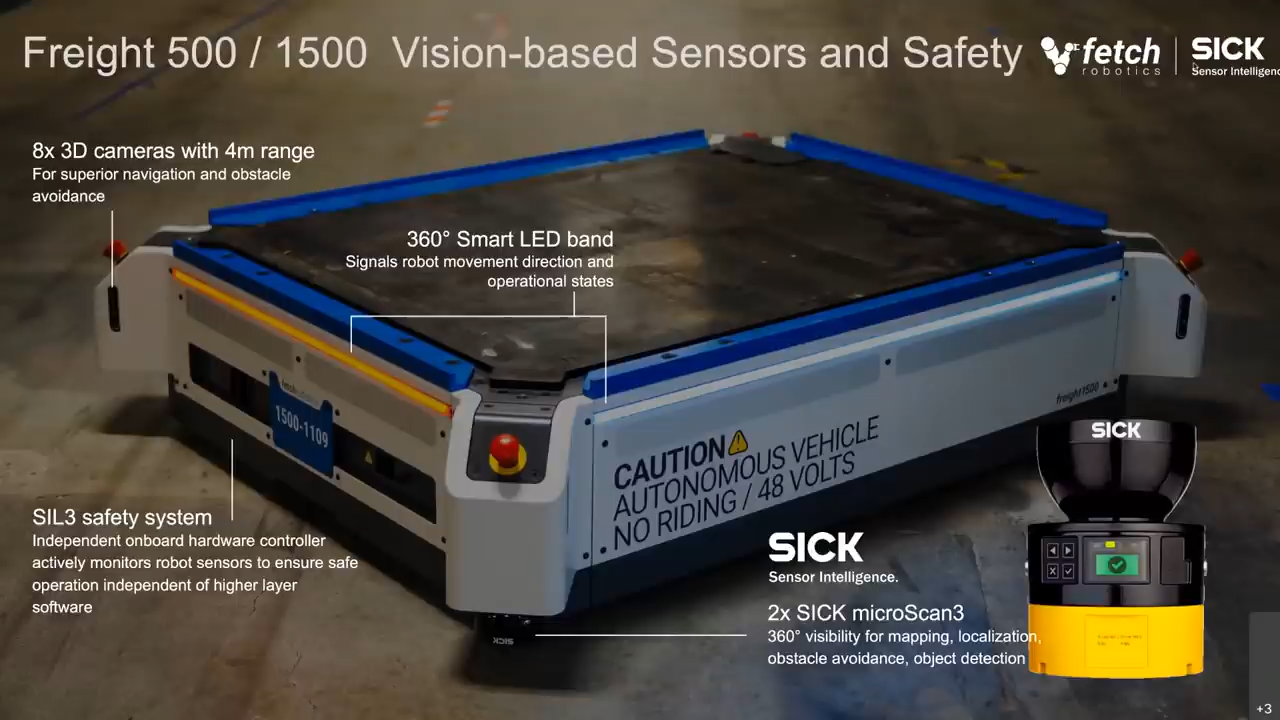 Freight 500 / 1500 Vision-based Sensors and Safety
fetch
robotics
SICK
Sensor Intelligenc
8x 3D cameras with 4m range
For superior navigation and obstacle
avoidance
360° Smart LED band
Signals robot movement direction and
operational states
1500-1109
freight1500
CAUTION
AUTONOMOUS VEHICLE
NO RIDING / 48 VOLTS
SIL3 safety system
Independent onboard hardware controller
actively monitors robot sensors to ensure safe
operation independent of higher layer
software
SICK
SICK
Sensor Intelligence.
2x SICK microScan3
360° visibility for mapping, localization,
obstacle avoidance, object detection
SICK
+3